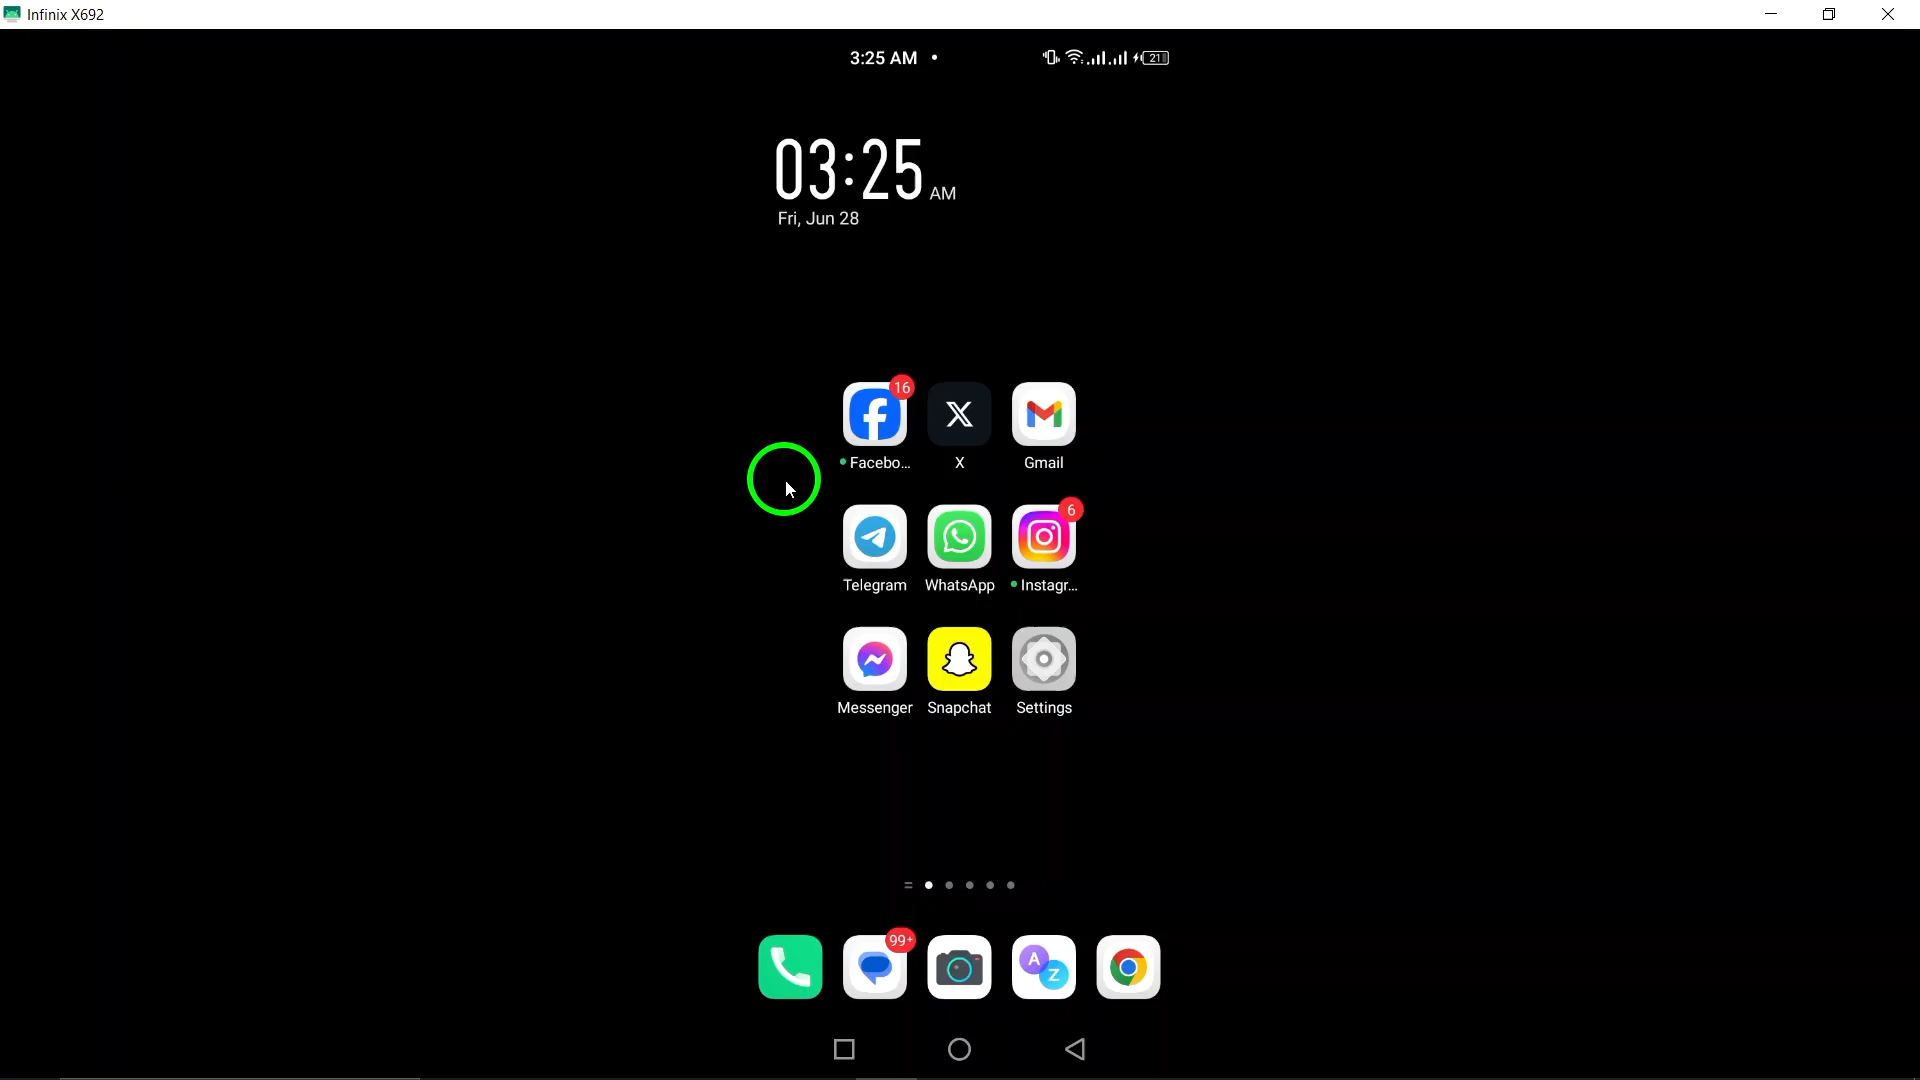 Infinix X692
3:25 AM
21
03:25 AM
Fri, Jun 28
16
Facebo... X Gmail
6
Telegram WhatsApp Instagr...
Messenger Snapchat Settings
99+
A
Z